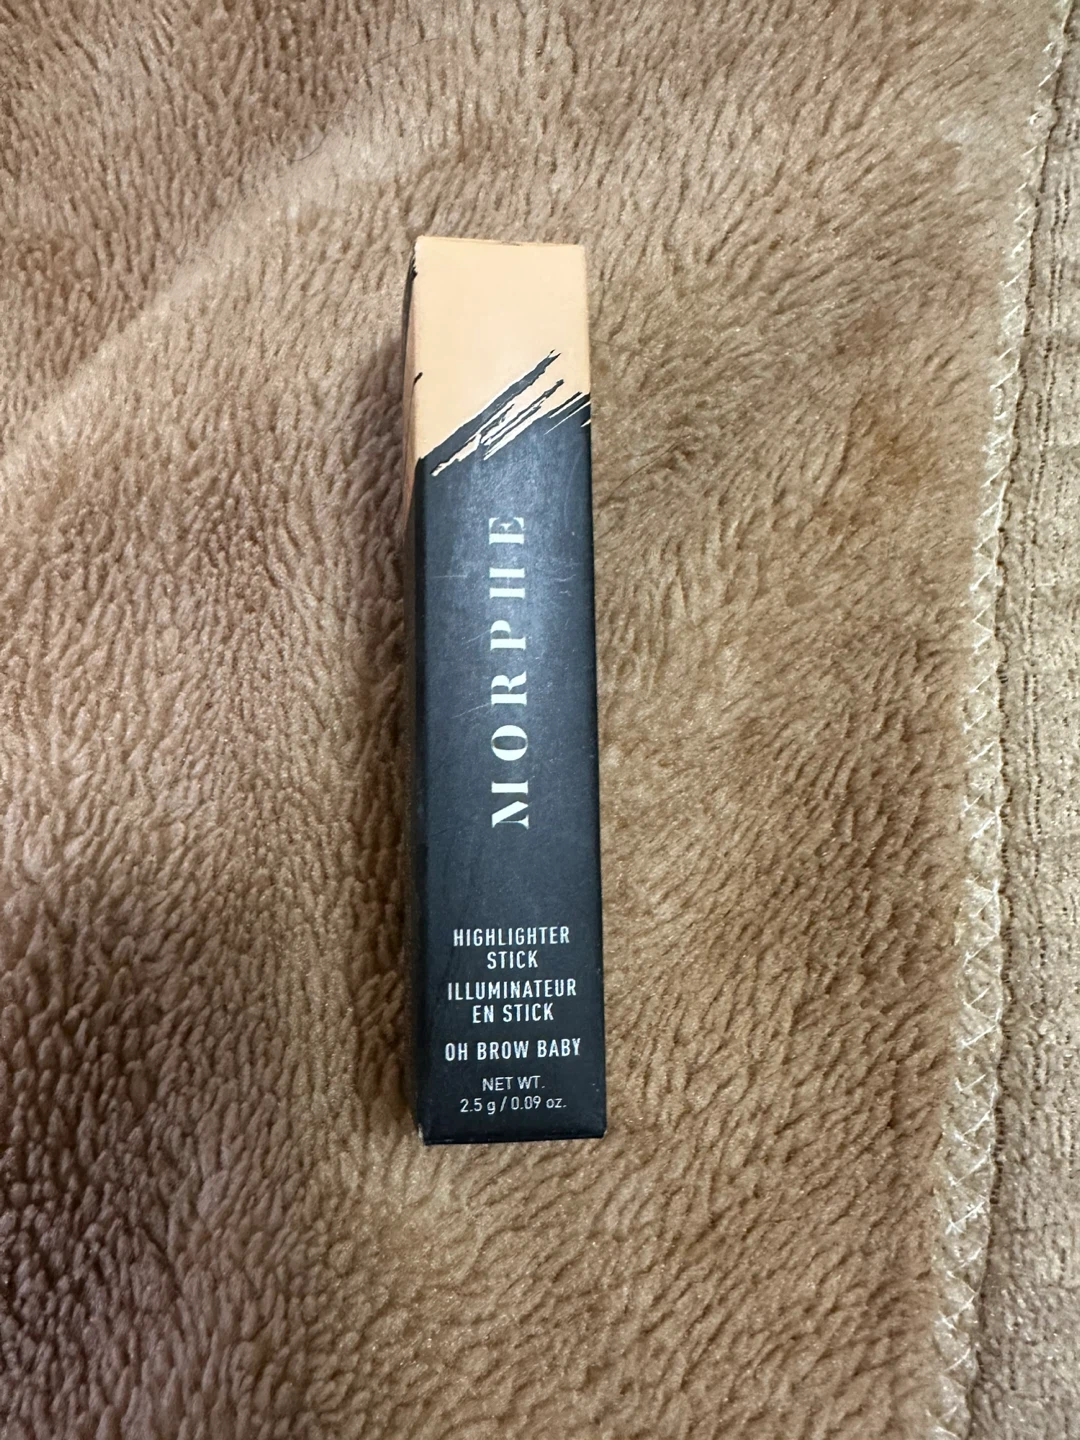 MORPHE
HIGHLIGHTER
STICK
ILLUMINATEUR
EN STICK
OH BROW BABY
NET WT.
2.5 g / 0.09 oz.